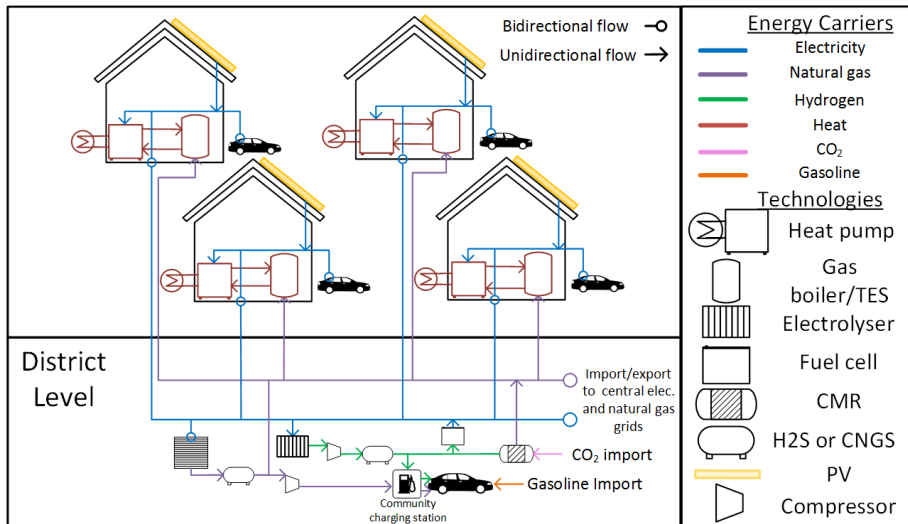 Bidirectional flow
Unidirectional flow
District
Level
Import/export
to central elec.
and natural gas
grids
CO₂ import
Gasoline Import
Community
charging station
Energy Carriers
Electricity
Natural gas
Hydrogen
Heat
CO₂
Gasoline
Technologies
Heat pump
Gas
boiler/TES
Electrolyser
Fuel cell
CMR
H2S or CNGS
PV
Compressor